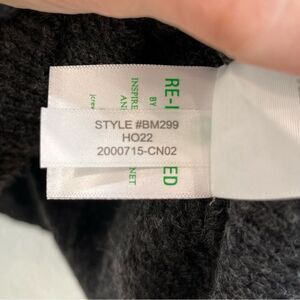 STYLE #BM299
HO22
2000715-CN02
RE-I
BY
INSPIRE
AN
ED
NET